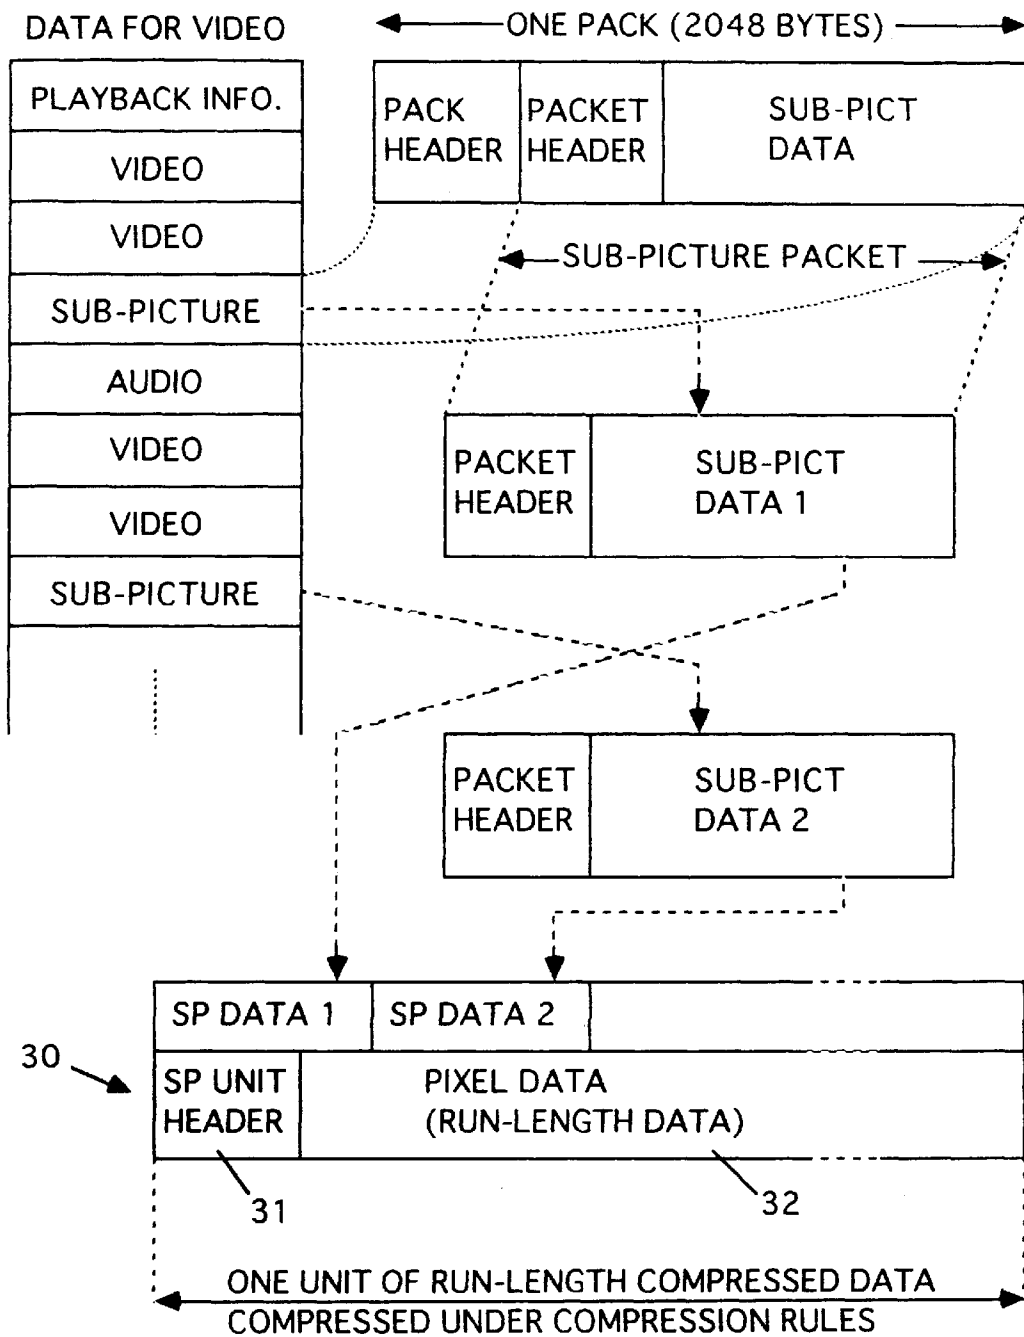 DATA FOR VIDEO
PLAYBACK INFO.
VIDEO
VIDEO
SUB-PICTURE
AUDIO
VIDEO
VIDEO
SUB-PICTURE
ONE PACK (2048 BYTES)
PACK
HEADER
PACKET
HEADER
SUB-PICT
DATA
SUB-PICTURE PACKET
PACKET
HEADER
SUB-PICT
DATA 1
PACKET
HEADER
SUB-PICT
DATA 2
SP DATA 1
SP DATA 2
30
SP UNIT
HEADER
PIXEL DATA
(RUN-LENGTH DATA)
31
32
ONE UNIT OF RUN-LENGTH COMPRESSED DATA
COMPRESSED UNDER COMPRESSION RULES